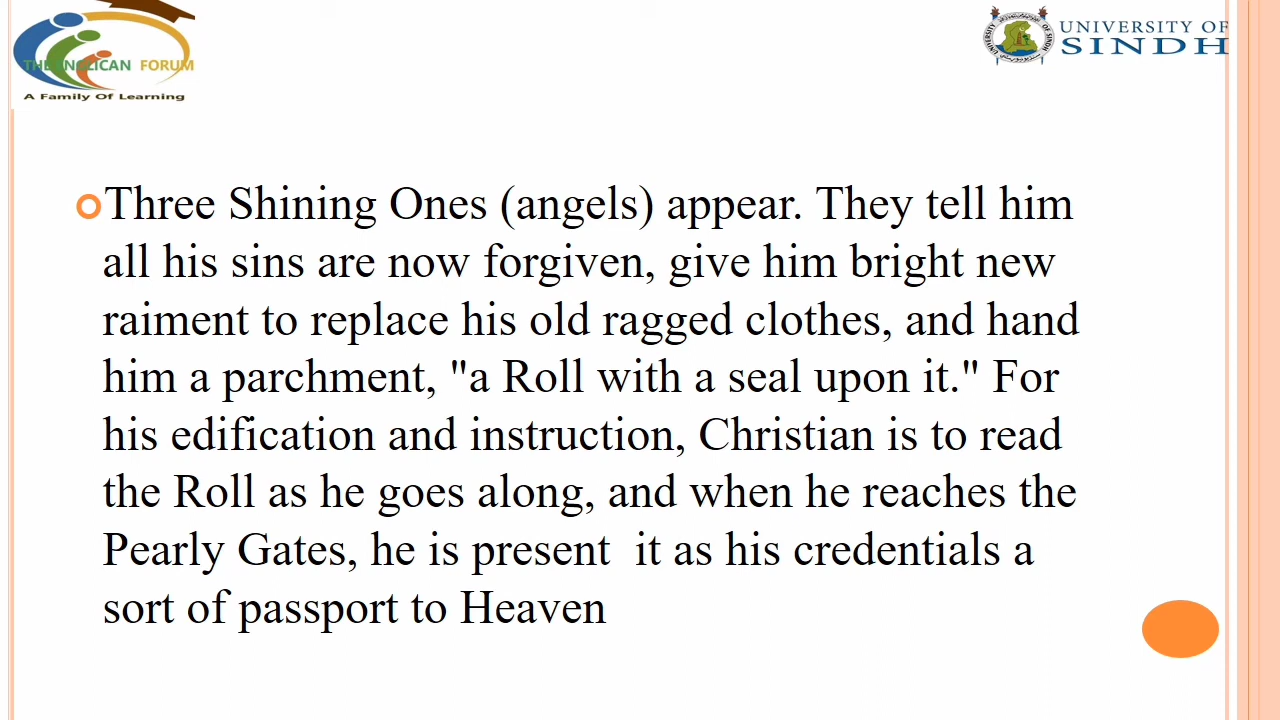 THE ANGLICAN FORUM
A Family Of Learning
UNIVERSITY OF
SINDH
Three Shining Ones (angels) appear. They tell him
all his sins are now forgiven, give him bright new
raiment to replace his old ragged clothes, and hand
him a parchment, "a Roll with a seal upon it." For
his edification and instruction, Christian is to read
the Roll as he goes along, and when he reaches the
Pearly Gates, he is present  it as his credentials a
sort of passport to Heaven